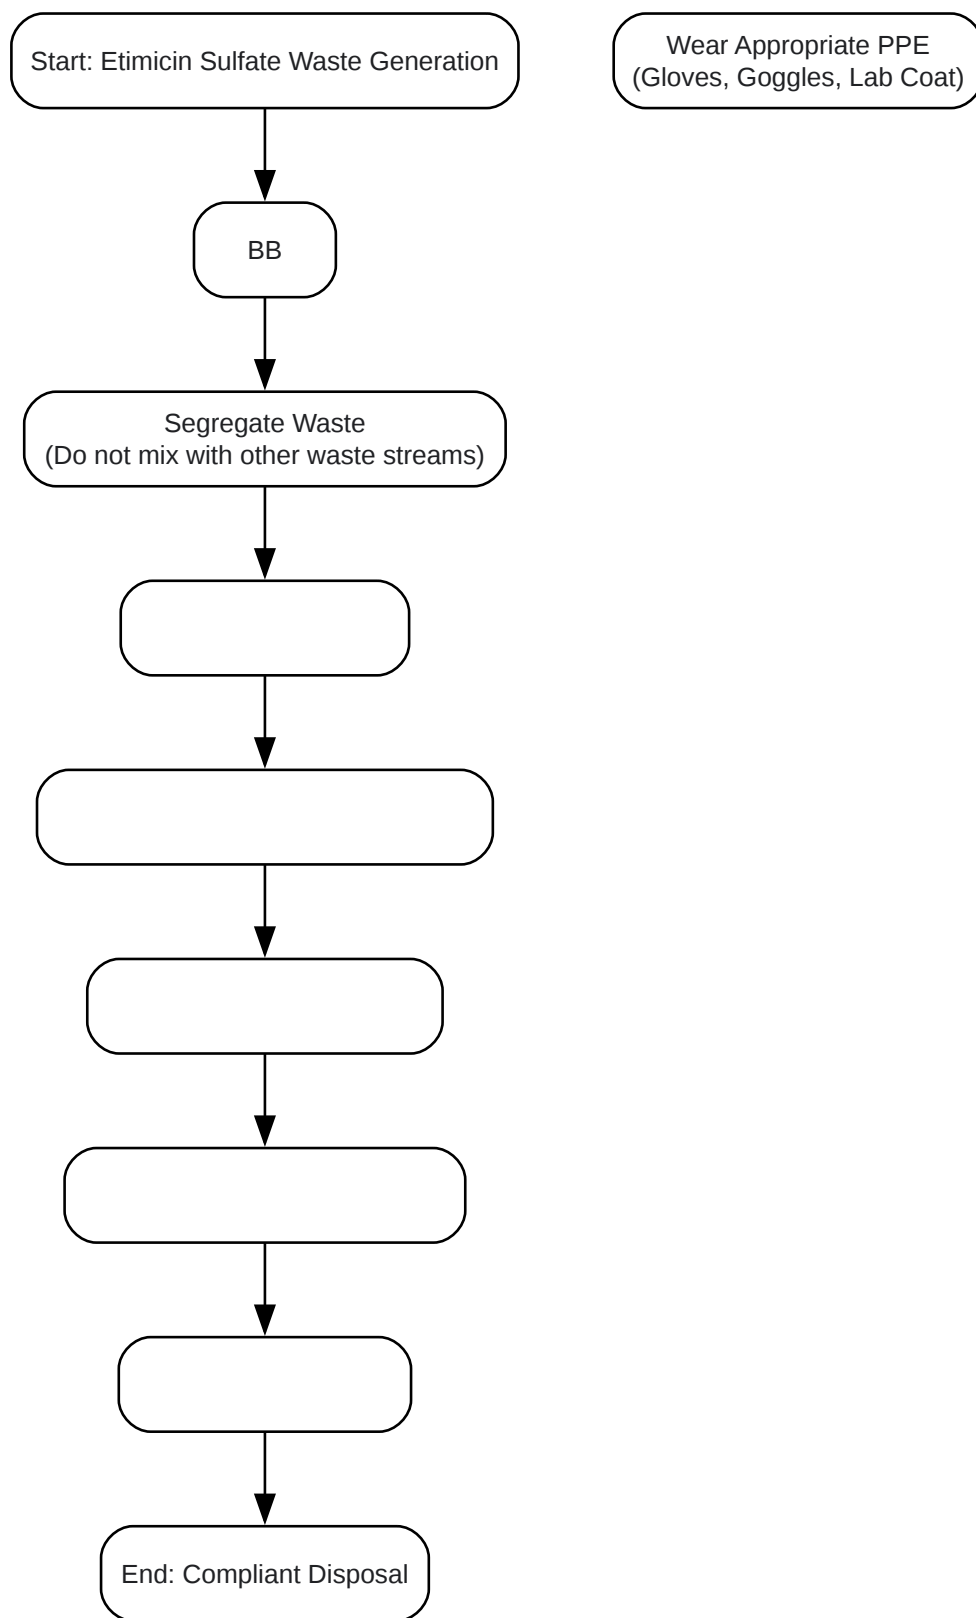 Start: Etimicin Sulfate Waste Generation
Wear Appropriate PPE
(Gloves, Goggles, Lab Coat)
BB
Segregate Waste
(Do not mix with other waste streams)
End: Compliant Disposal